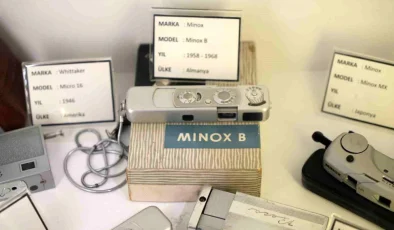 MARKA : Minox
MODEL : Minox B
YIL : 1958 - 1968
ÜLKE : Almanya
MARKA : Whittaker
MODEL : Micro 16
YIL : 1946
ÜLKE : Amerika
MARKA : Minox
MODEL : Minox MX
YIL :
ÜLKE : Japonya
MINOX B